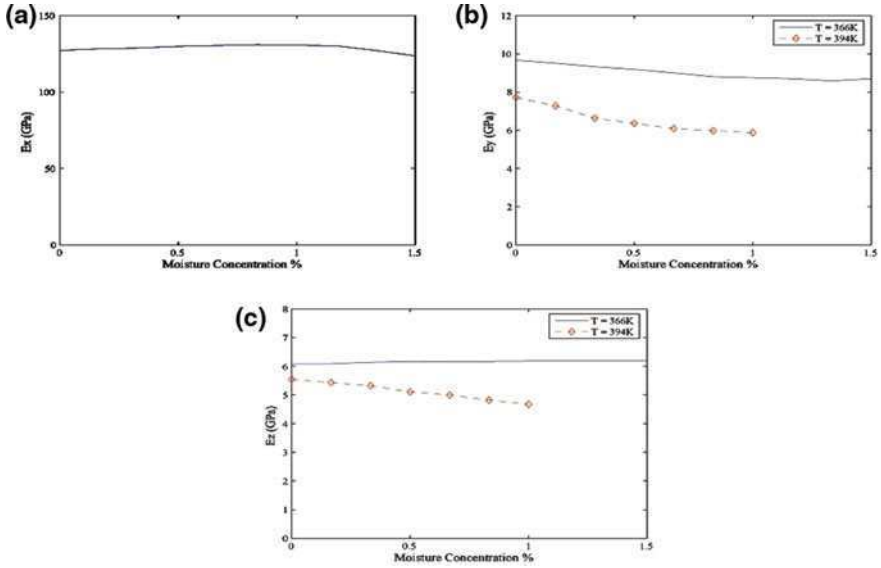 (a)
150
100
50
0
Ex (GPa)
0 0.5 1 1.5
Moisture Concentration %
(b)
12
10
8
6
4
2
0
Ey (GPa)
T = 366K
T = 394K
0 0.5 1 1.5
Moisture Concentration %
(c)
8
7
6
5
4
3
2
1
0
Ez (GPa)
T = 366K
T = 394K
0 0.5 1 1.5
Moisture Concentration %